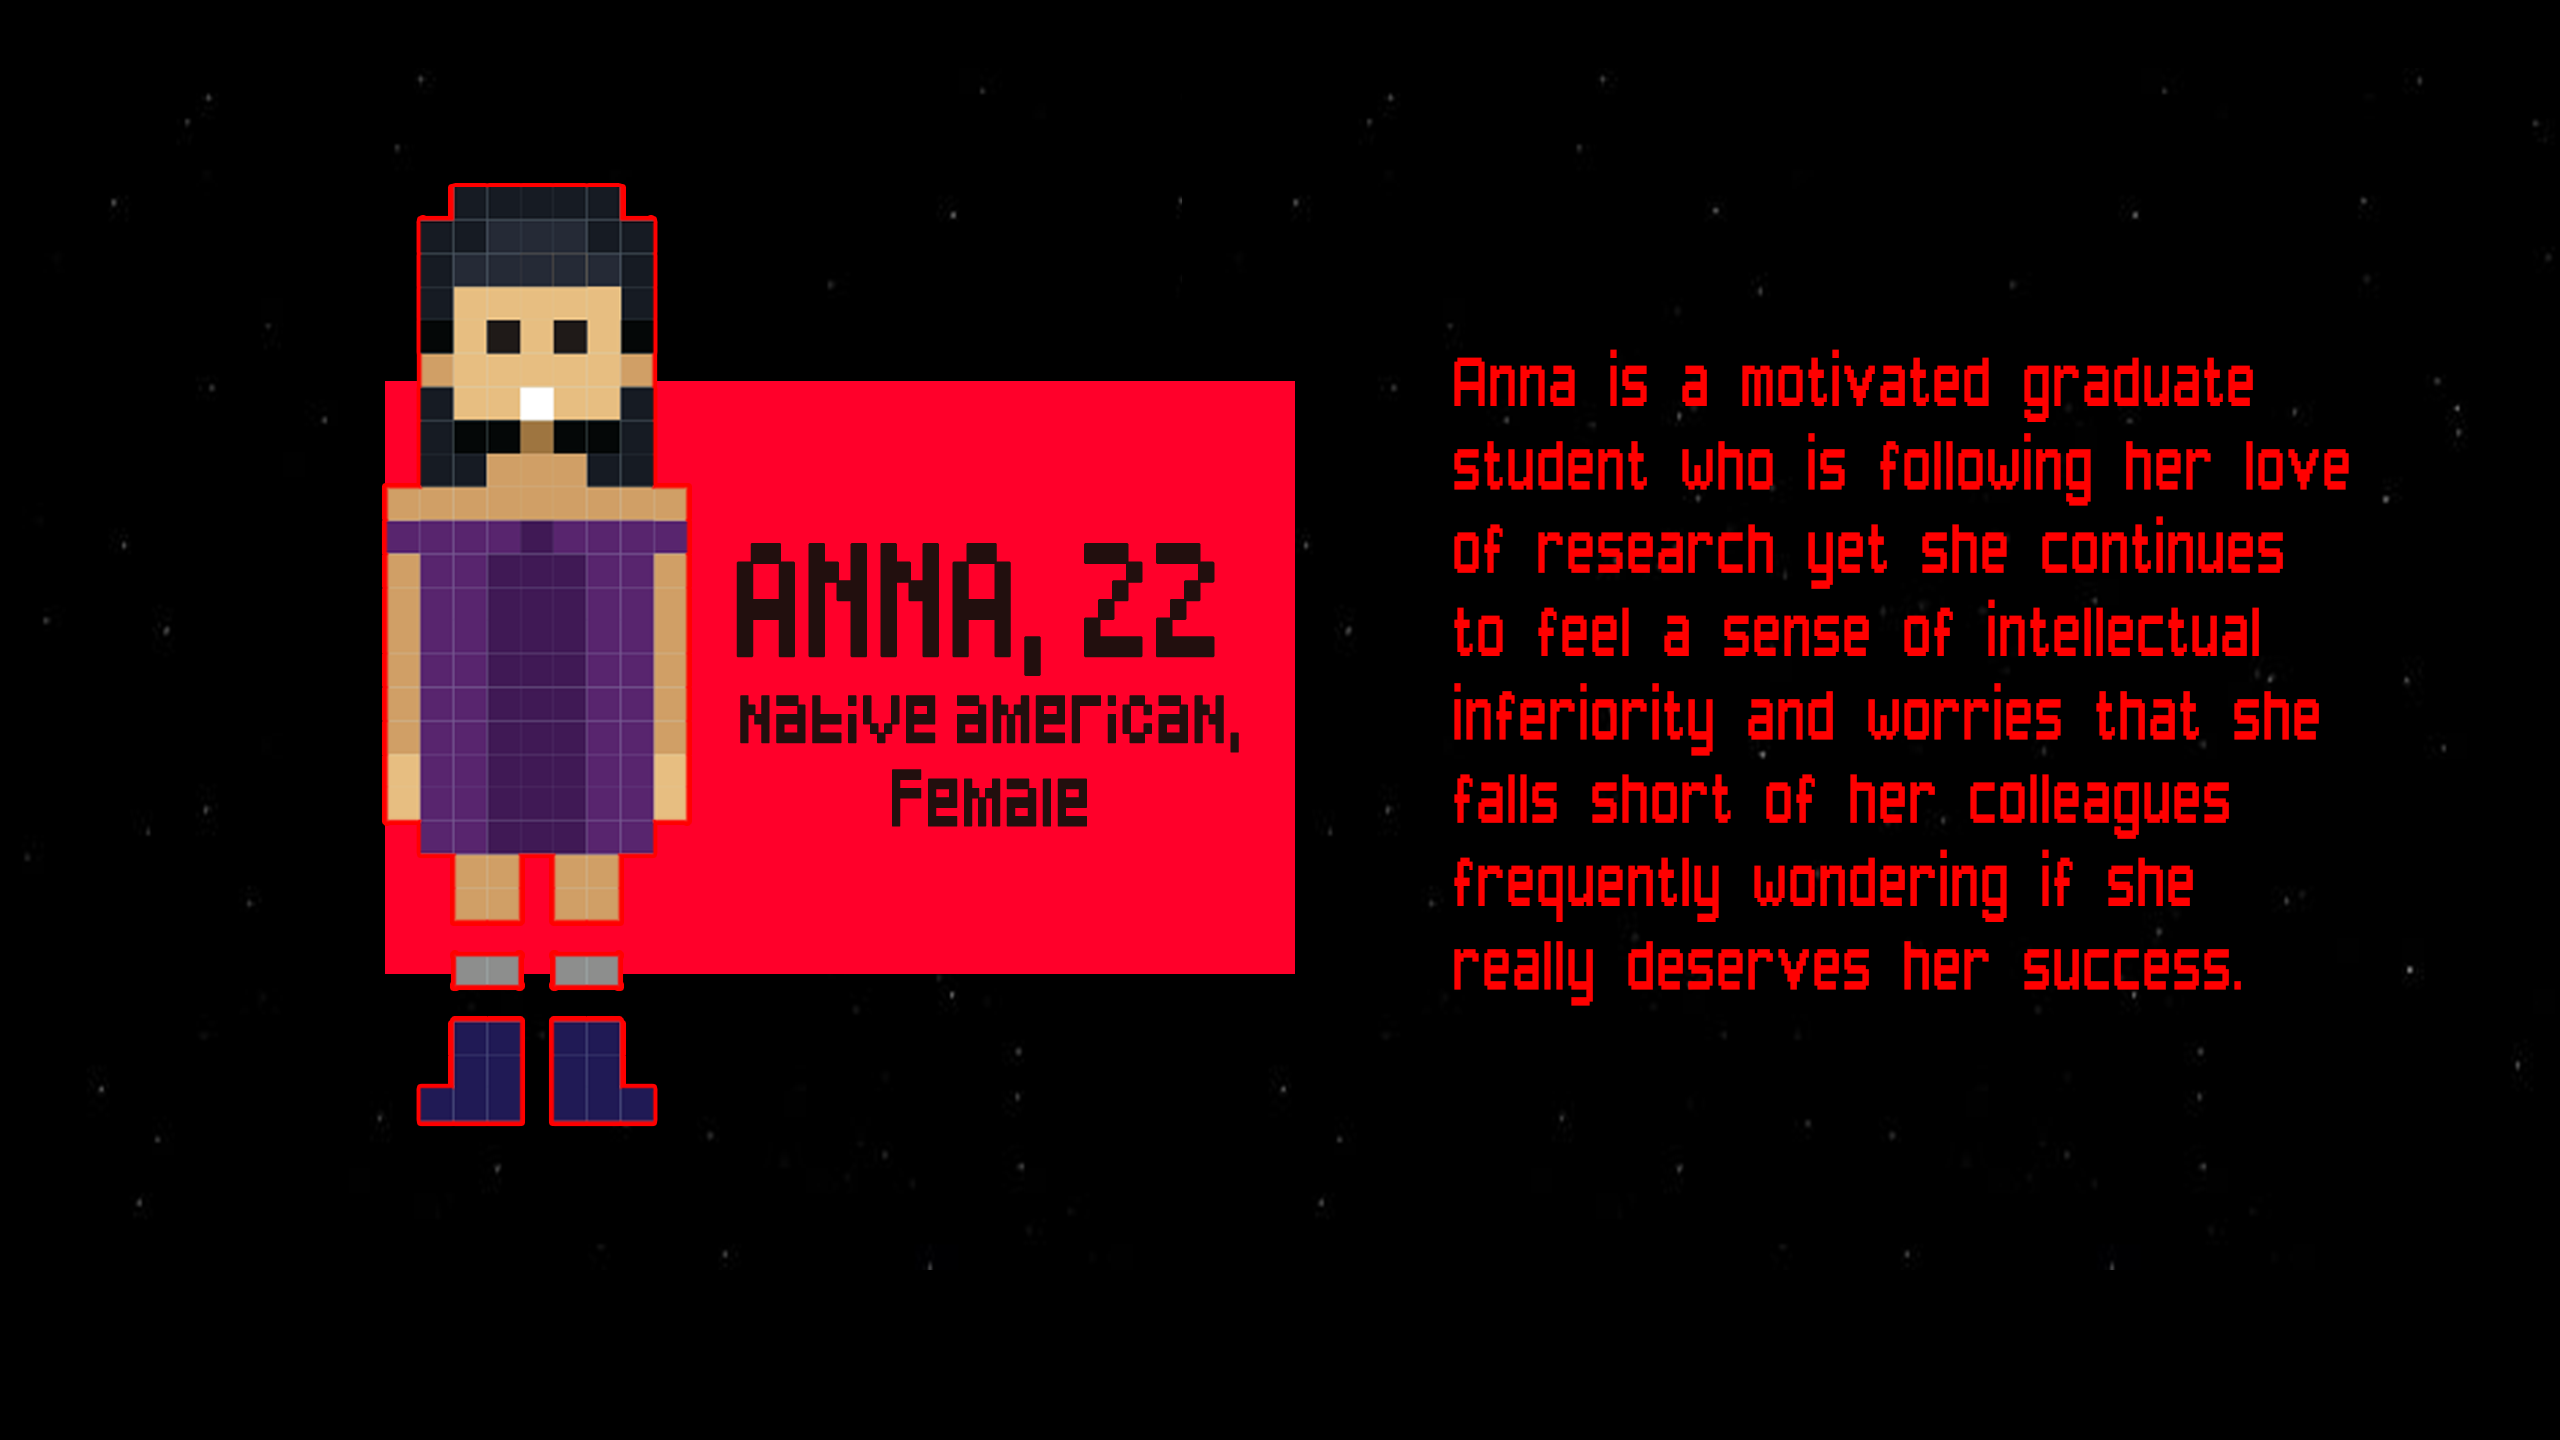 ANNA, 22
Native american,
Female
Anna is a motivated graduate
student who is following her love
of research yet she continues
to feel a sense of intellectual
inferiority and worries that she
falls short of her colleagues
frequently wondering if she
really deserves her success.